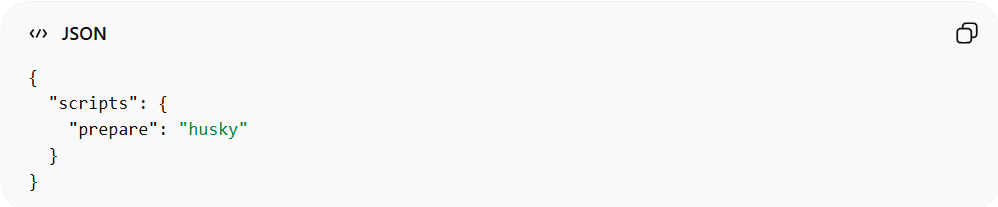 JSON
{
  "scripts": {
    "prepare": "husky"
  }
}